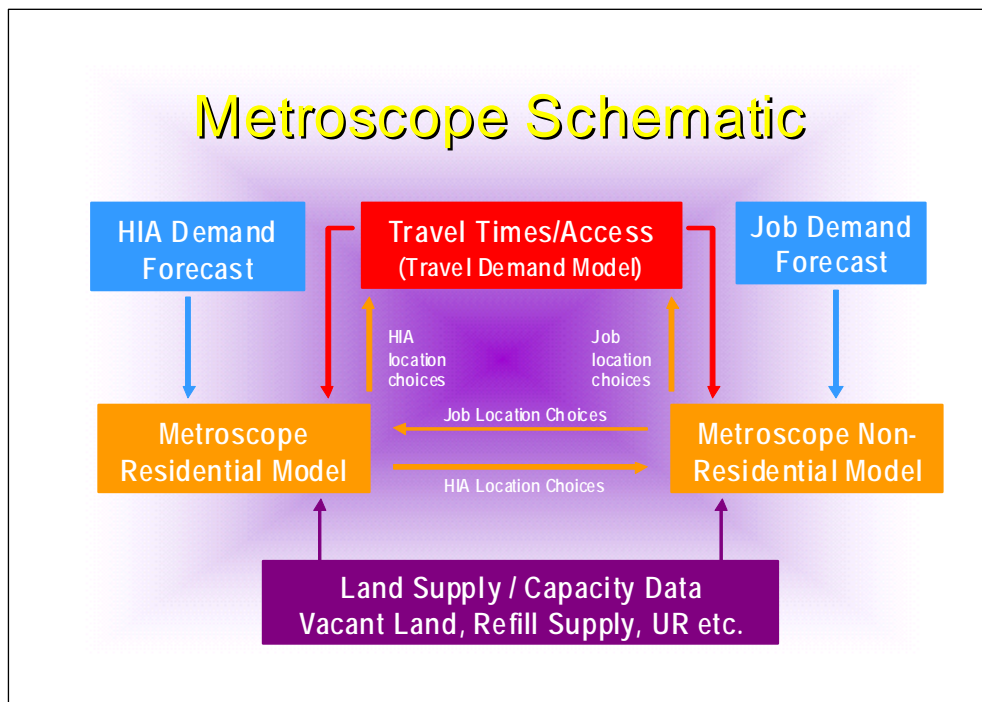 Metroscope Schematic
HIA Demand
Forecast
Travel Times/Access
(Travel Demand Model)
Job Demand
Forecast
HIA
location
choices
Job
location
choices
Metroscope
Residential Model
Job Location Choices
HIA Location Choices
Metroscope Non-
Residential Model
Land Supply / Capacity Data
Vacant Land, Refill Supply, UR etc.